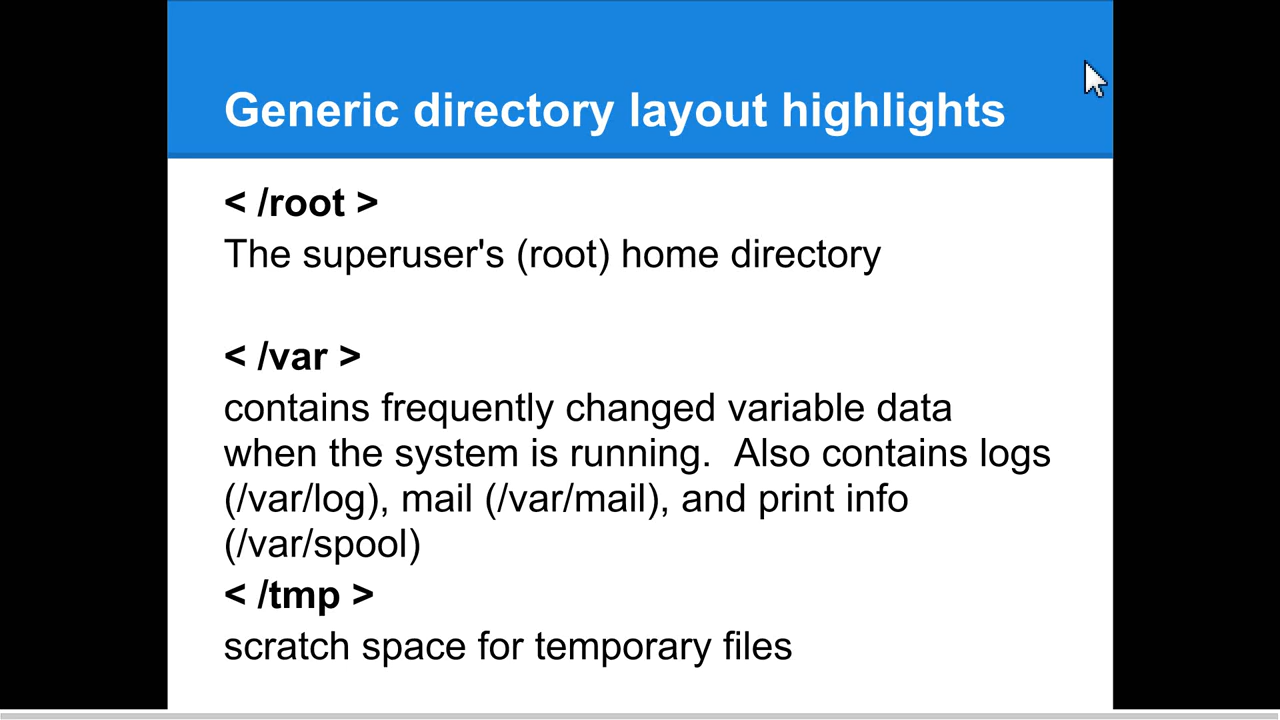 Generic directory layout highlights
< /root >
The superuser's (root) home directory
< /var >
contains frequently changed variable data
when the system is running.  Also contains logs
(/var/log), mail (/var/mail), and print info
(/var/spool)
< /tmp >
scratch space for temporary files